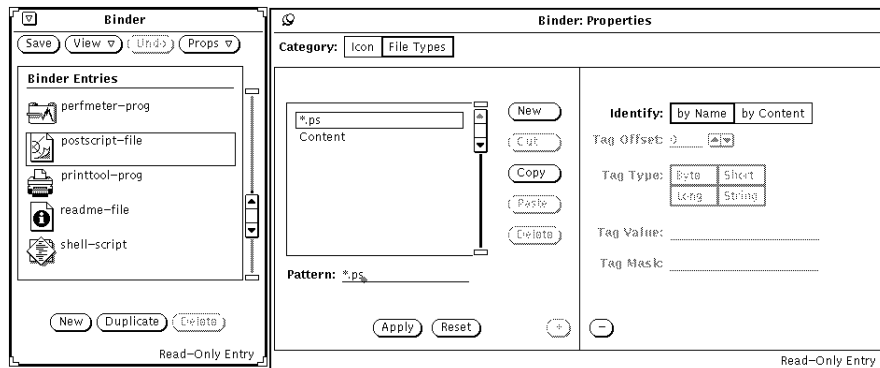 Binder
Save View Undo Props
Binder Entries
perfmeter-prog
postscript-file
printtool-prog
readme-file
shell-script
New Duplicate Delete
Read-Only Entry
Binder: Properties
Category: Icon File Types
*.ps
Content
New
Cut
Copy
Paste
Delete
Pattern: *.ps
Apply Reset + −
Identify: by Name by Content
Tag Offset: 0
Tag Type: Byte Short
Long String
Tag Value:
Tag Mask:
Read-Only Entry